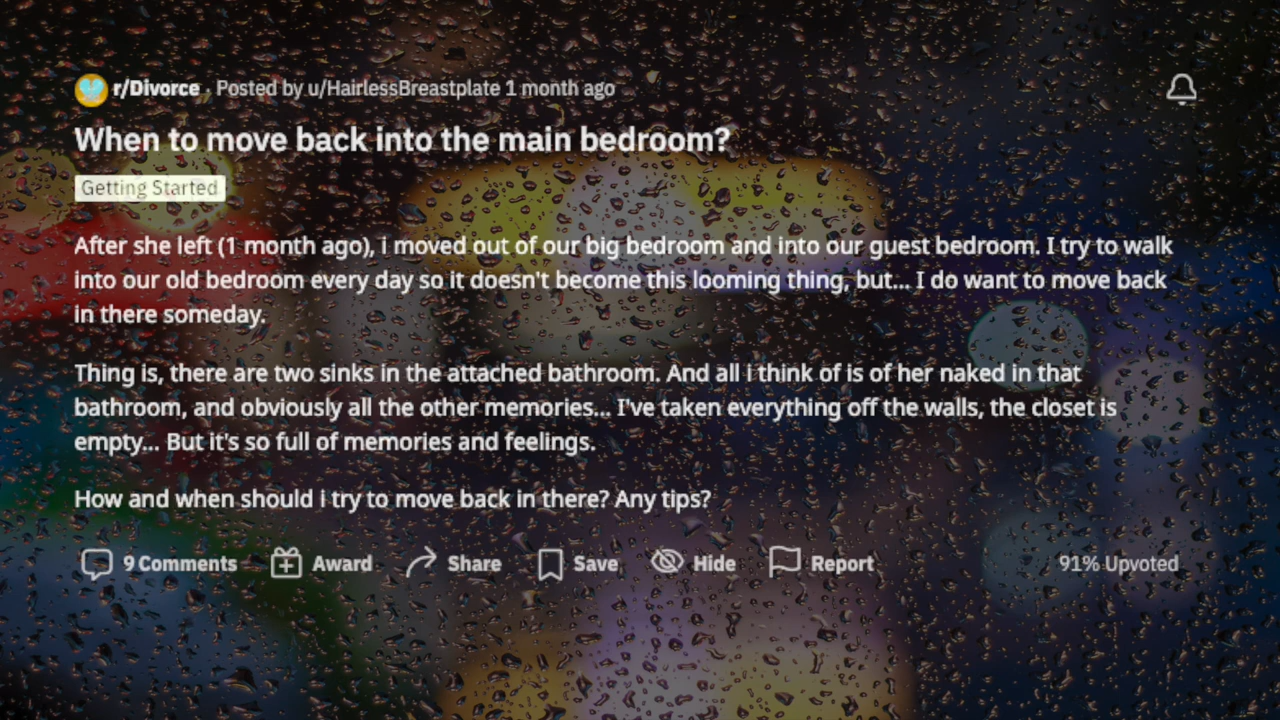 r/Divorce · Posted by u/HairlessBreastplate 1 month ago
When to move back into the main bedroom?
Getting Started
After she left (1 month ago), i moved out of our big bedroom and into our guest bedroom. I try to walk
into our old bedroom every day so it doesn't become this looming thing, but... I do want to move back
in there someday.
Thing is, there are two sinks in the attached bathroom. And all i think of is of her naked in that
bathroom, and obviously all the other memories... I've taken everything off the walls, the closet is
empty... But it's so full of memories and feelings.
How and when should i try to move back in there? Any tips?
9 Comments Award Share Save Hide Report 91% Upvoted